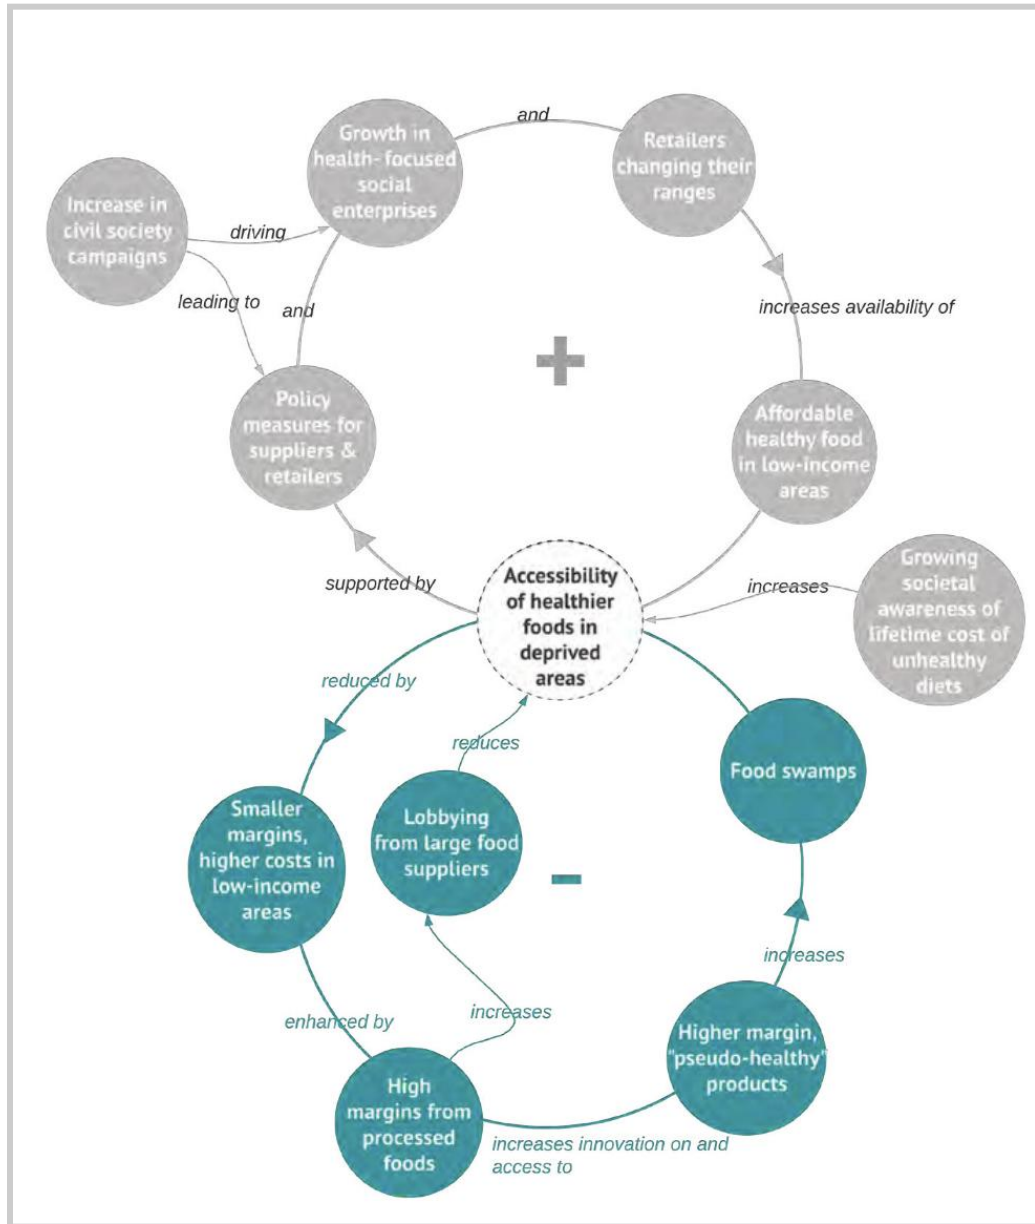 and
Growth in
health- focused
social
enterprises
Retailers
changing their
ranges
Increase in
civil society
campaigns
driving
leading to
and
increases availability of
+
Policy
measures for
suppliers &
retailers
Affordable
healthy food
in low-income
areas
supported by
Accessibility
of healthier
foods in
deprived
areas
increases
Growing
societal
awareness of
lifetime cost of
unhealthy
diets
reduced by
reduces
Food swamps
Smaller
margins,
higher costs in
low-income
areas
Lobbying
from large food
suppliers
-
increases
enhanced by
increases
Higher margin,
"pseudo-healthy"
products
High
margins from
processed
foods
increases innovation on and
access to